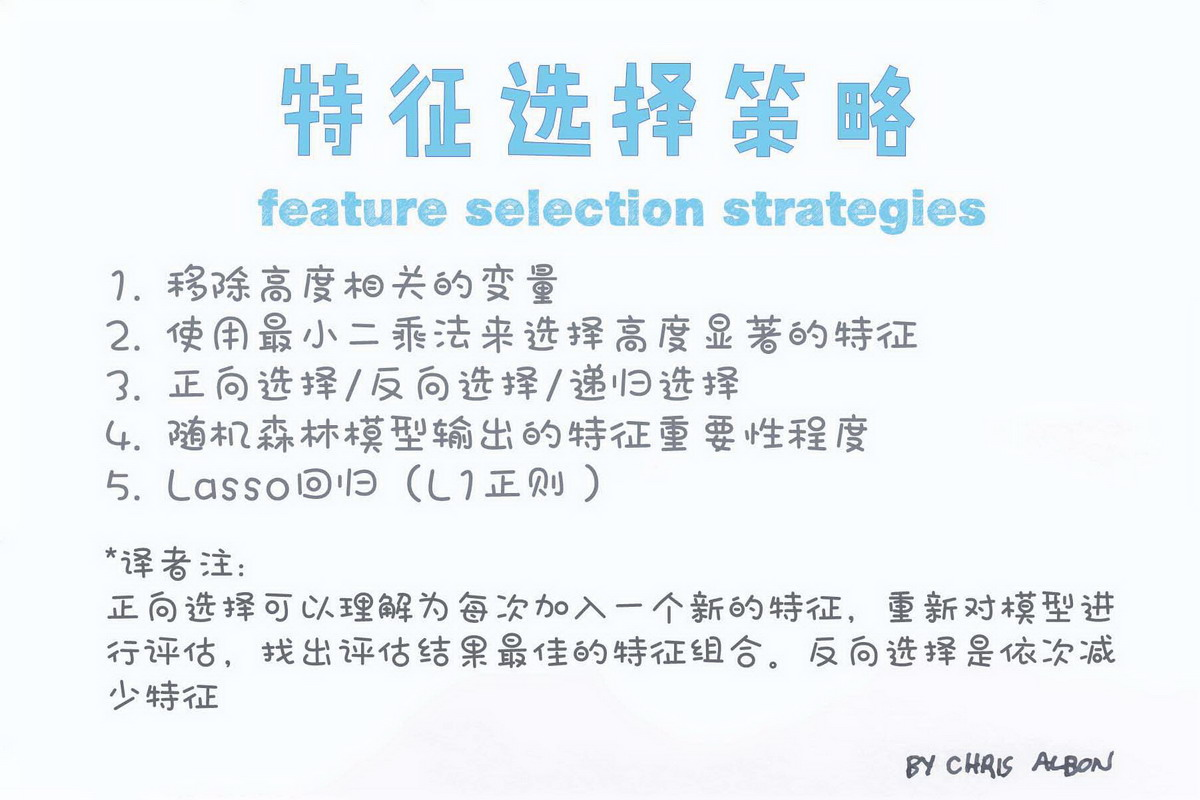 特征选择策略
feature selection strategies
1. 移除高度相关的变量
2. 使用最小二乘法来选择高度显著的特征
3. 正向选择/反向选择/递归选择
4. 随机森林模型输出的特征重要性程度
5. Lasso回归（L1正则）
*译者注:
正向选择可以理解为每次加入一个新的特征，重新对模型进
行评估，找出评估结果最佳的特征组合。反向选择是依次减
少特征
BY CHRIS ALBON